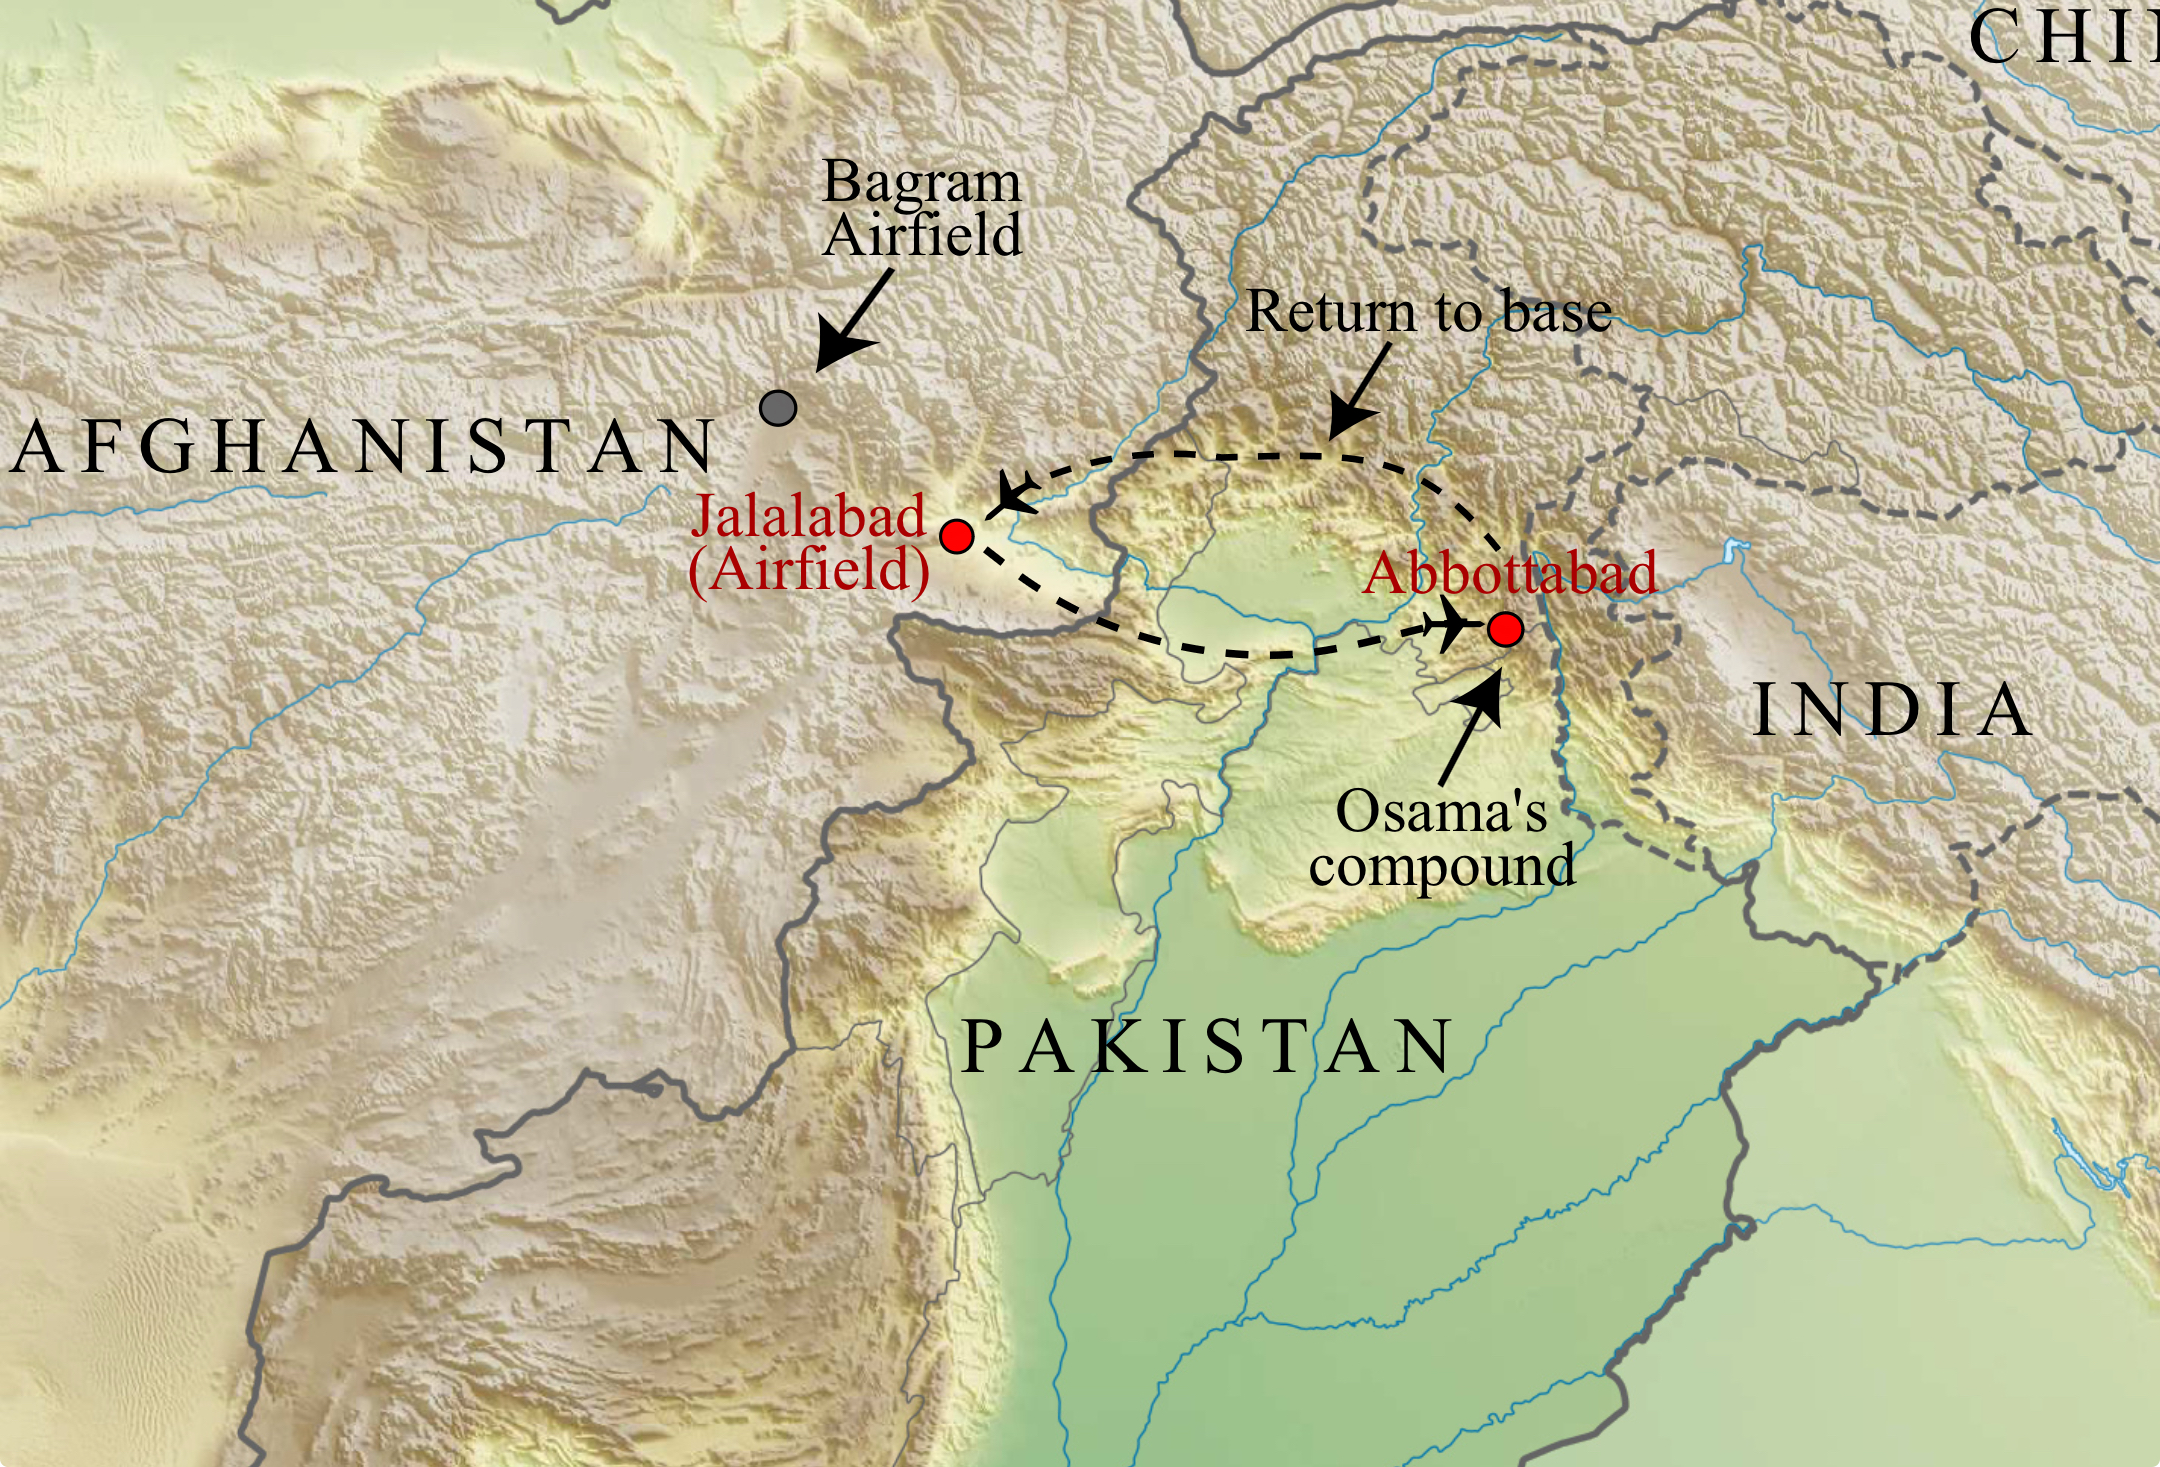 CHI
Bagram
Airfield
Return to base
AFGHANISTAN
Jalalabad
(Airfield)
Abbottabad
INDIA
Osama's
compound
PAKISTAN